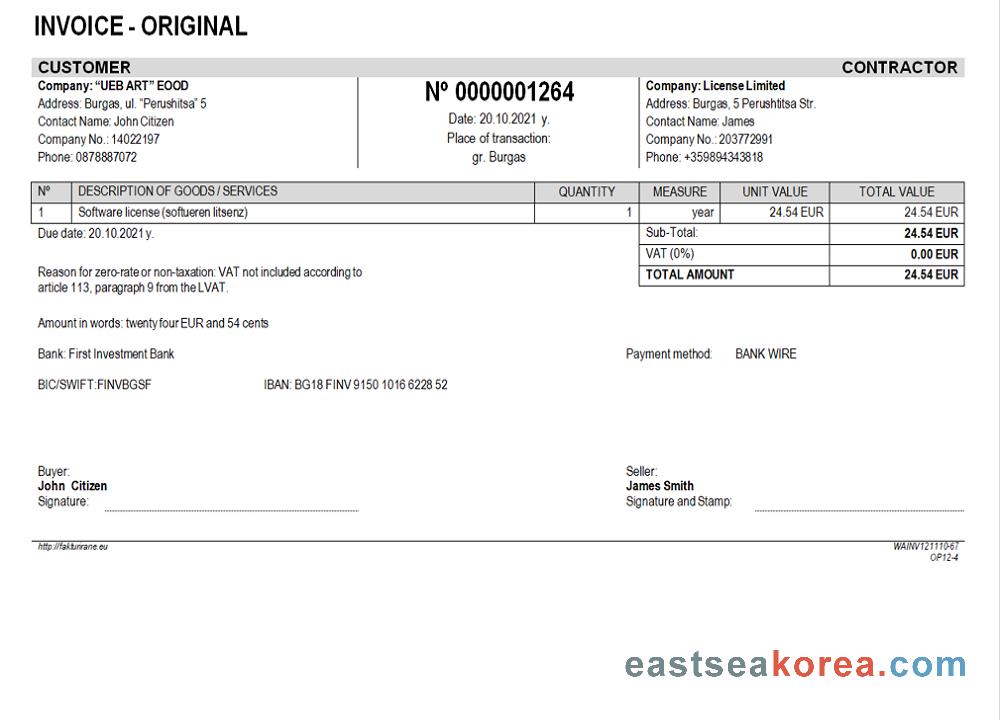 INVOICE - ORIGINAL
CUSTOMER CONTRACTOR
Company: “UEB ART” EOOD
Address: Burgas, ul. “Perushitsa” 5
Contact Name: John Citizen
Company No.: 14022197
Phone: 0878887072
Nº 0000001264
Date: 20.10.2021 y.
Place of transaction:
gr. Burgas
Company: License Limited
Address: Burgas, 5 Perushtitsa Str.
Contact Name: James
Company No.: 203772991
Phone: +359894343818
Nº DESCRIPTION OF GOODS / SERVICES QUANTITY MEASURE UNIT VALUE TOTAL VALUE
1 Software license (softueren litsenz) 1 year 24.54 EUR 24.54 EUR
Due date: 20.10.2021 y.
Sub-Total: 24.54 EUR
VAT (0%) 0.00 EUR
TOTAL AMOUNT 24.54 EUR
Reason for zero-rate or non-taxation: VAT not included according to
article 113, paragraph 9 from the LVAT.
Amount in words: twenty four EUR and 54 cents
Bank: First Investment Bank Payment method: BANK WIRE
BIC/SWIFT:FINVBGSF IBAN: BG18 FINV 9150 1016 6228 52
Buyer:
John Citizen
Signature:
Seller:
James Smith
Signature and Stamp:
http://fakturirane.eu WAINV121110-67
OP12-4
eastseakorea.com